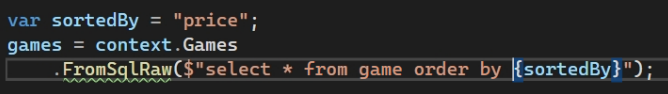 var sortedBy = "price";
games = context.Games
.FromSqlRaw($"select * from game order by {sortedBy}");